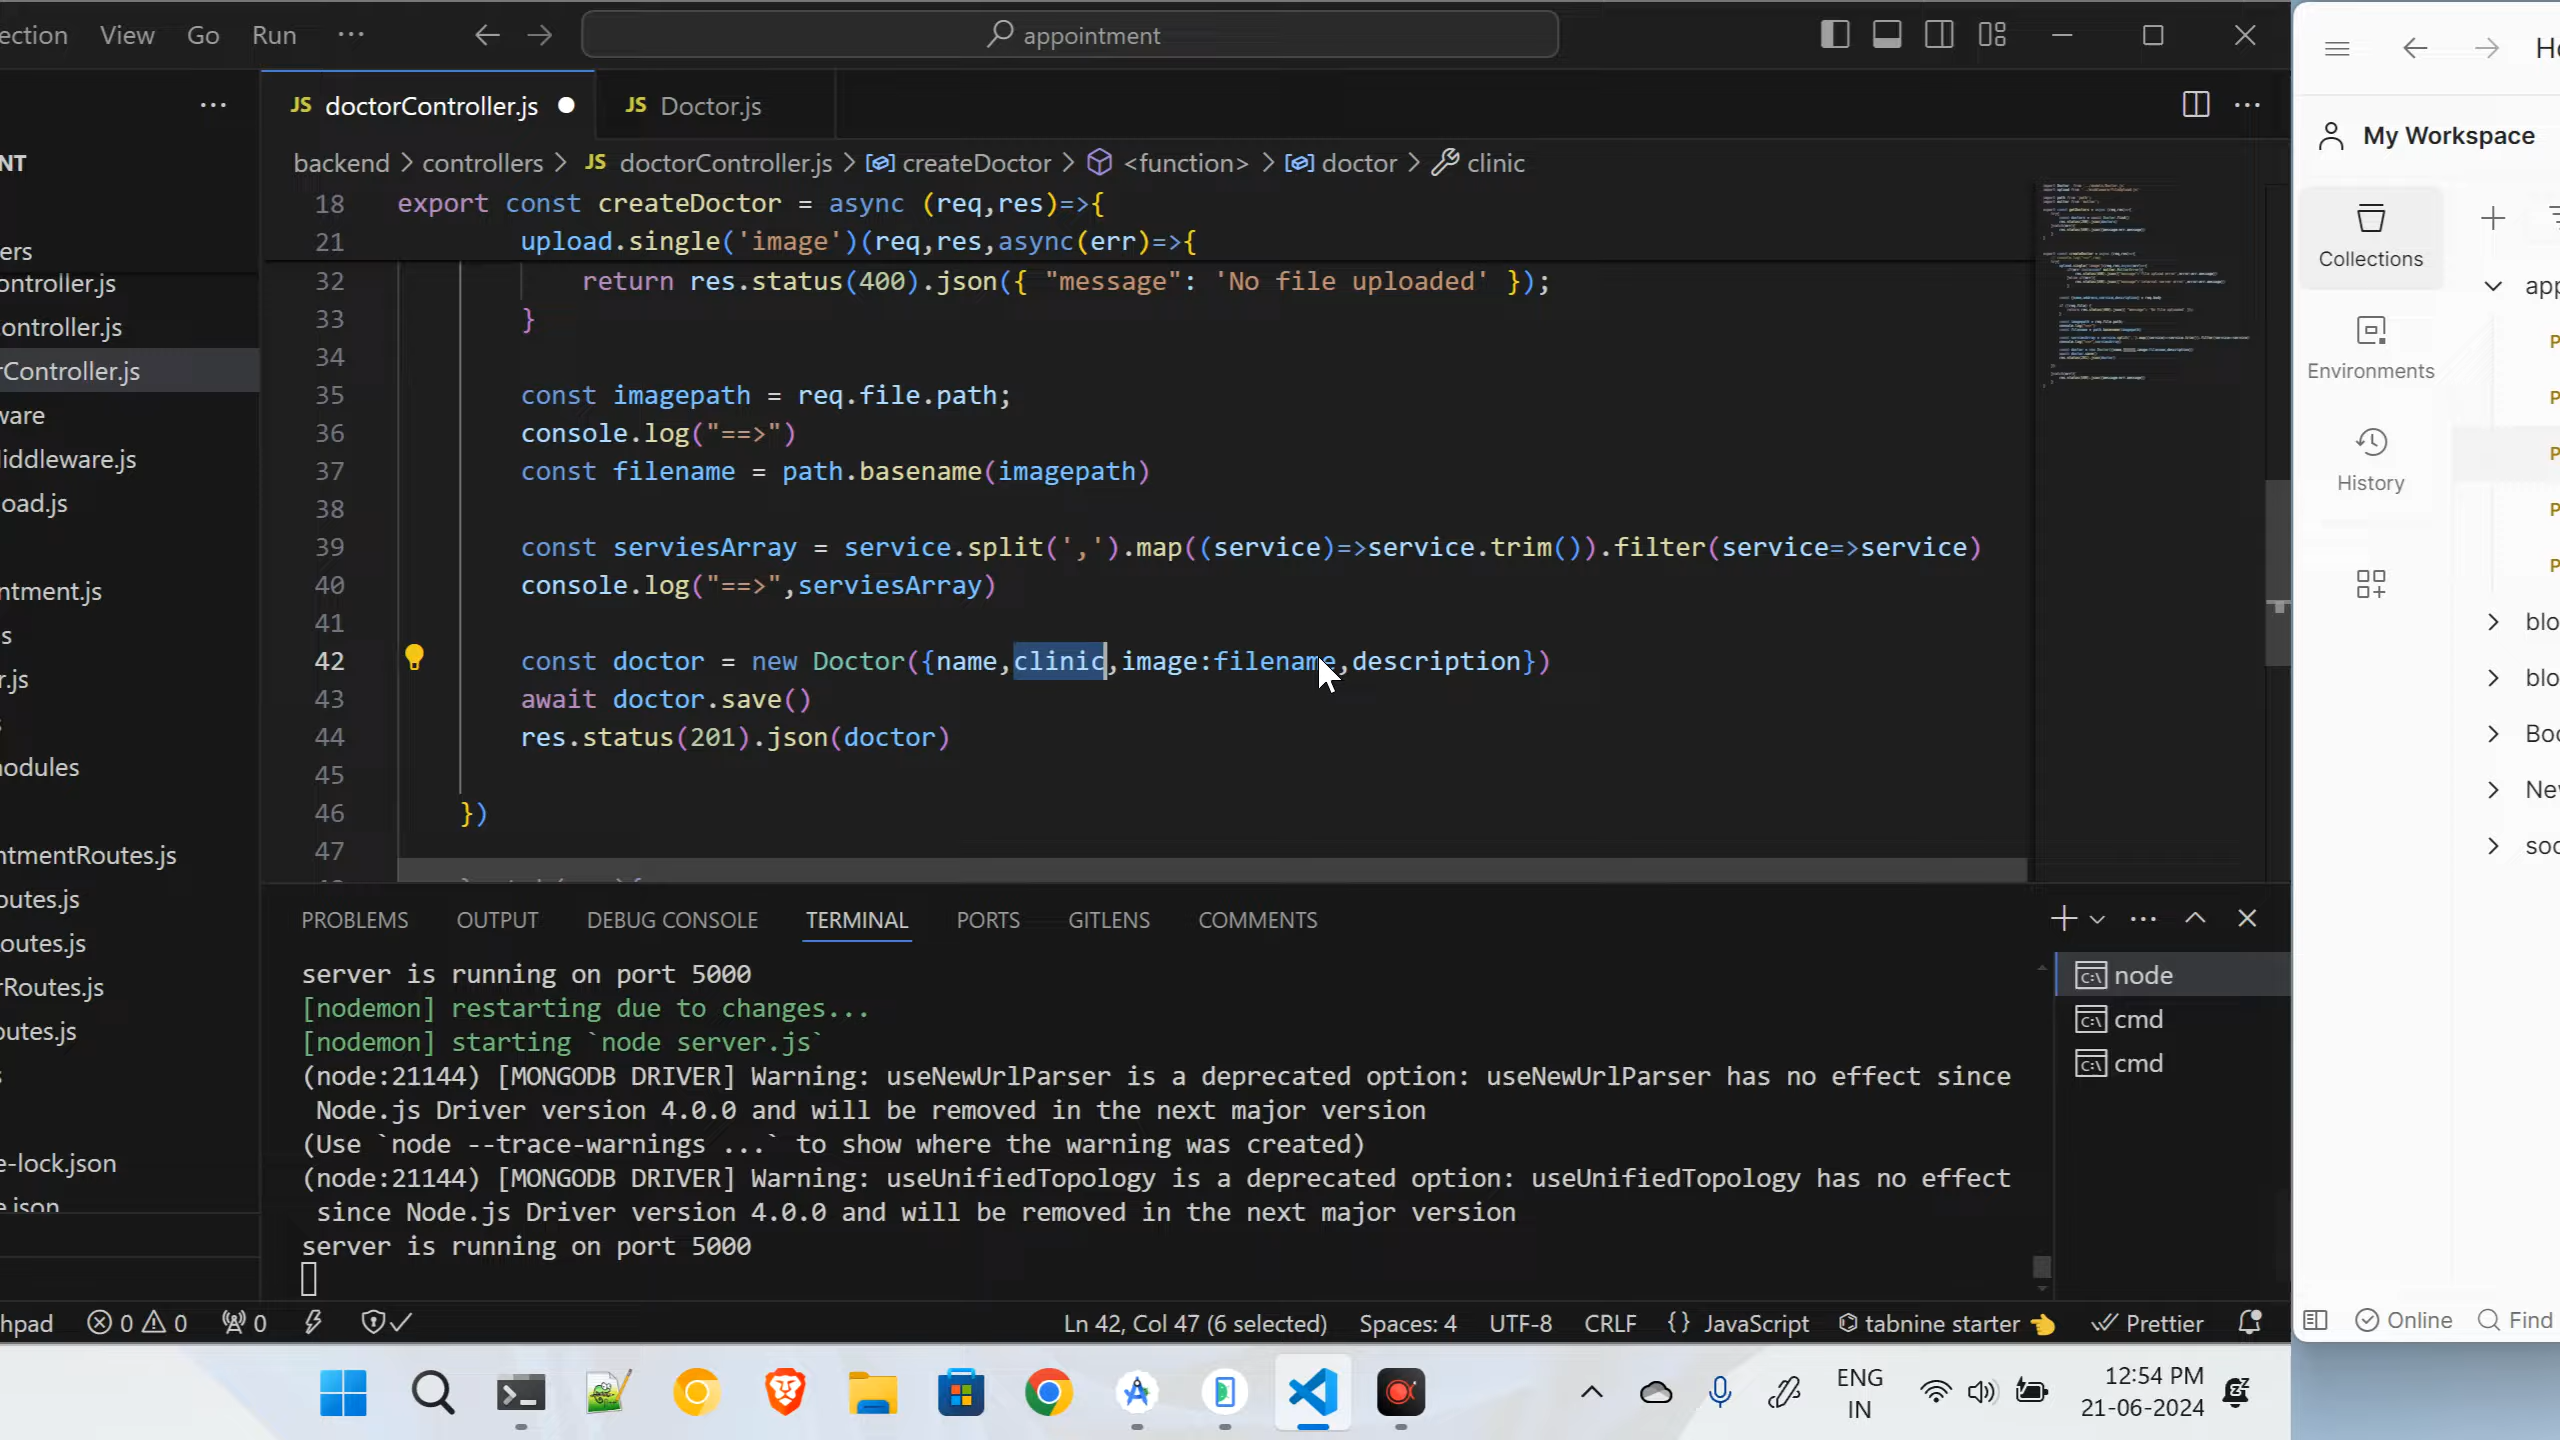 ection View Go Run ...
appointment
NT
ers
ontroller.js
ontroller.js
rController.js
ware
iddleware.js
oad.js
ntment.js
s
r.js
odules
ntmentRoutes.js
outes.js
outes.js
rRoutes.js
outes.js
s
e-lock.json
e.json
JS doctorController.js
JS Doctor.js
backend > controllers > JS doctorController.js > createDoctor > <function> > doctor > clinic
18 export const createDoctor = async (req,res)=>{
21 upload.single('image')(req,res,async(err)=>{
32 return res.status(400).json({ "message": 'No file uploaded' });
33 }
34
35 const imagepath = req.file.path;
36 console.log("==>")
37 const filename = path.basename(imagepath)
38
39 const serviesArray = service.split(',').map((service)=>service.trim()).filter(service=>service)
40 console.log("==>",serviesArray)
41
42 const doctor = new Doctor({name,clinic,image:filename,description})
43 await doctor.save()
44 res.status(201).json(doctor)
45
46 })
47
PROBLEMS OUTPUT DEBUG CONSOLE TERMINAL PORTS GITLENS COMMENTS
server is running on port 5000
[nodemon] restarting due to changes...
[nodemon] starting `node server.js`
(node:21144) [MONGODB DRIVER] Warning: useNewUrlParser is a deprecated option: useNewUrlParser has no effect since
Node.js Driver version 4.0.0 and will be removed in the next major version
(Use `node --trace-warnings ...` to show where the warning was created)
(node:21144) [MONGODB DRIVER] Warning: useUnifiedTopology is a deprecated option: useUnifiedTopology has no effect
since Node.js Driver version 4.0.0 and will be removed in the next major version
server is running on port 5000
node
cmd
cmd
hpad 0 0 0
Ln 42, Col 47 (6 selected) Spaces: 4 UTF-8 CRLF {} JavaScript tabnine starter Prettier
My Workspace
Collections
Environments
History
Ho
app
P
P
P
P
P
blo
blo
Boo
Nev
soc
Online Find
ENG
IN
12:54 PM
21-06-2024